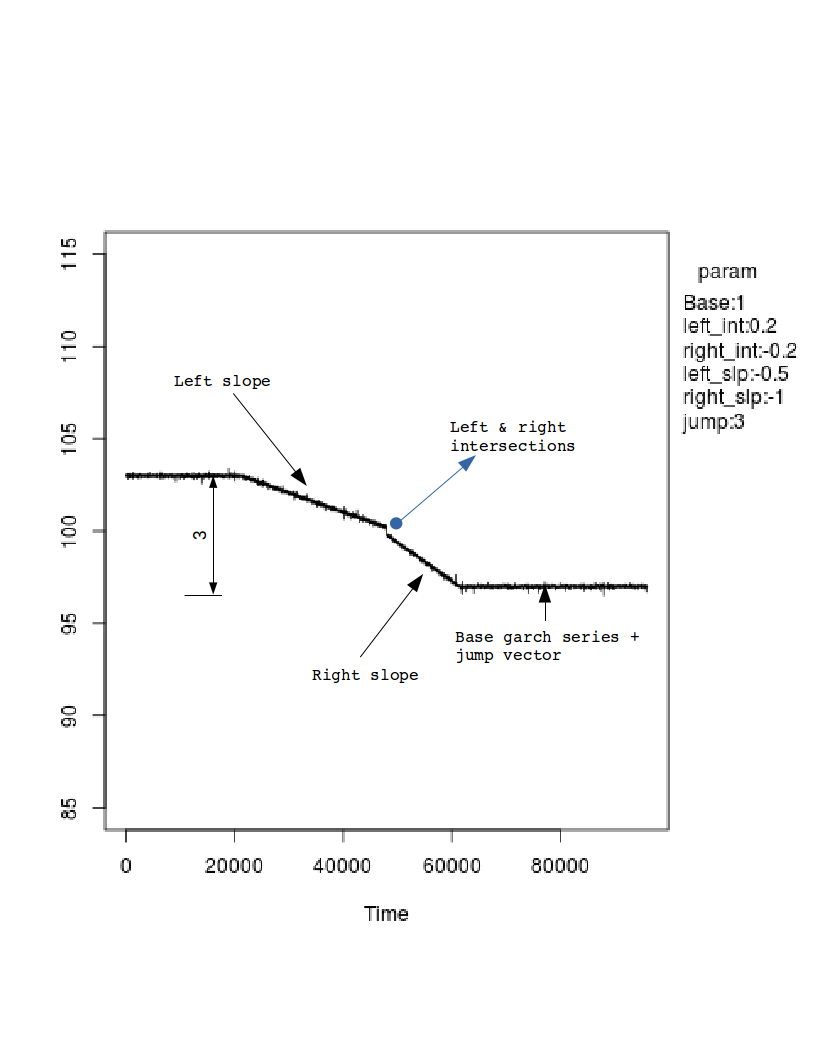 115
110
105
100
95
90
85
0
20000
40000
60000
80000
Time
Left slope
3
Left & right
intersections
Right slope
Base garch series +
jump vector
param
Base:1
left_int:0.2
right_int:-0.2
left_slp:-0.5
right_slp:-1
jump:3